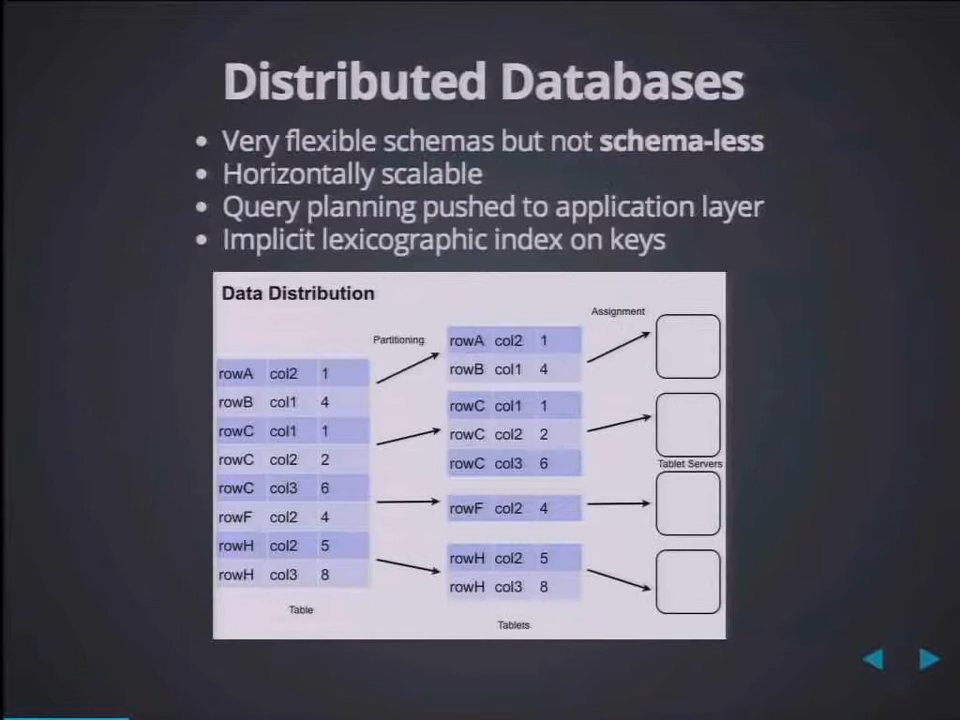 Distributed Databases
• Very flexible schemas but not schema-less
• Horizontally scalable
• Query planning pushed to application layer
• Implicit lexicographic index on keys
Data Distribution
Partitioning
Assignment
rowA col2 1
rowB col1 4
rowC col1 1
rowC col2 2
rowC col3 6
rowF col2 4
rowH col2 5
rowH col3 8
Table
rowA col2 1
rowB col1 4
rowC col1 1
rowC col2 2
rowC col3 6
rowF col2 4
rowH col2 5
rowH col3 8
Tablets
Tablet Servers